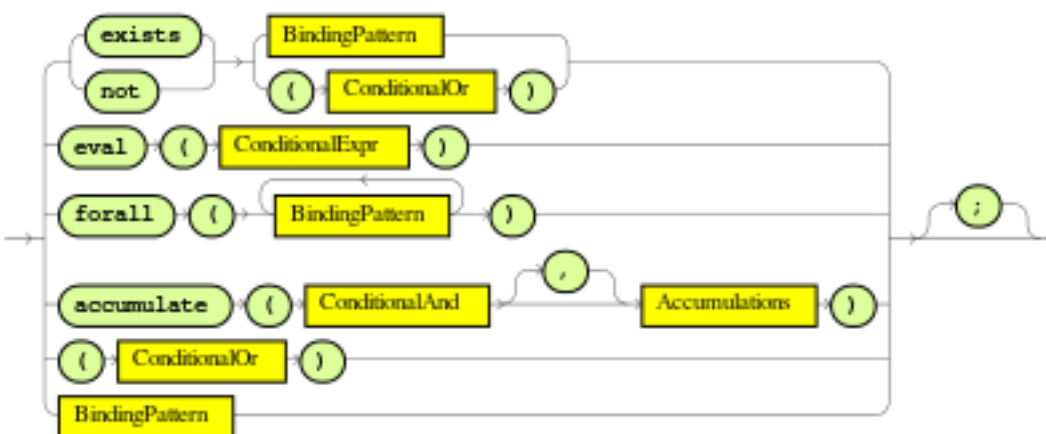 exists BindingPattern
not ( ConditionalOr )
eval ( ConditionalExpr )
forall ( BindingPattern ) ;
,
accumulate ( ConditionalAnd Accumulations )
( ConditionalOr )
BindingPattern